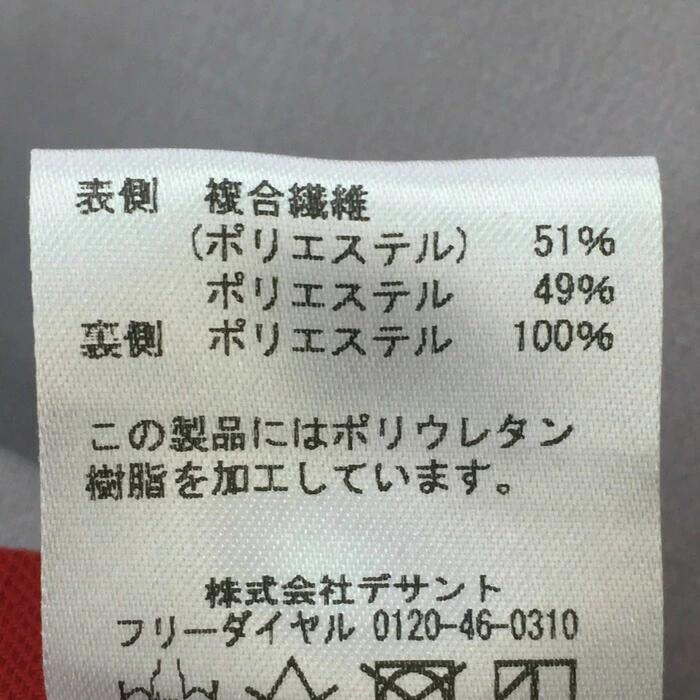 表側 複合繊維
(ポリエステル) 51%
ポリエステル 49%
裏側 ポリエステル 100%
この製品にはポリウレタン
樹脂を加工しています。
株式会社デサント
フリーダイヤル 0120-46-0310